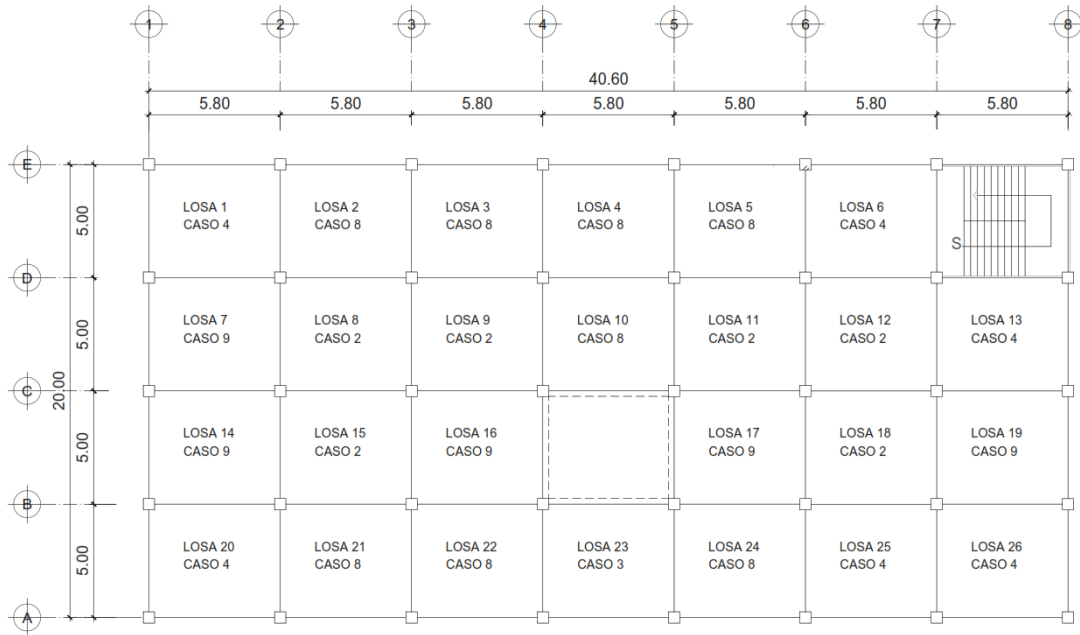 1 2 3 4 5 6 7 8
40.60
5.80 5.80 5.80 5.80 5.80 5.80 5.80
E
5.00
LOSA 1 LOSA 2 LOSA 3 LOSA 4 LOSA 5 LOSA 6
CASO 4 CASO 8 CASO 8 CASO 8 CASO 8 CASO 4
S
D
5.00
LOSA 7 LOSA 8 LOSA 9 LOSA 10 LOSA 11 LOSA 12 LOSA 13
CASO 9 CASO 2 CASO 2 CASO 8 CASO 2 CASO 2 CASO 4
C
20.00
5.00
LOSA 14 LOSA 15 LOSA 16 LOSA 17 LOSA 18 LOSA 19
CASO 9 CASO 2 CASO 9 CASO 9 CASO 2 CASO 9
B
5.00
LOSA 20 LOSA 21 LOSA 22 LOSA 23 LOSA 24 LOSA 25 LOSA 26
CASO 4 CASO 8 CASO 8 CASO 3 CASO 8 CASO 4 CASO 4
A